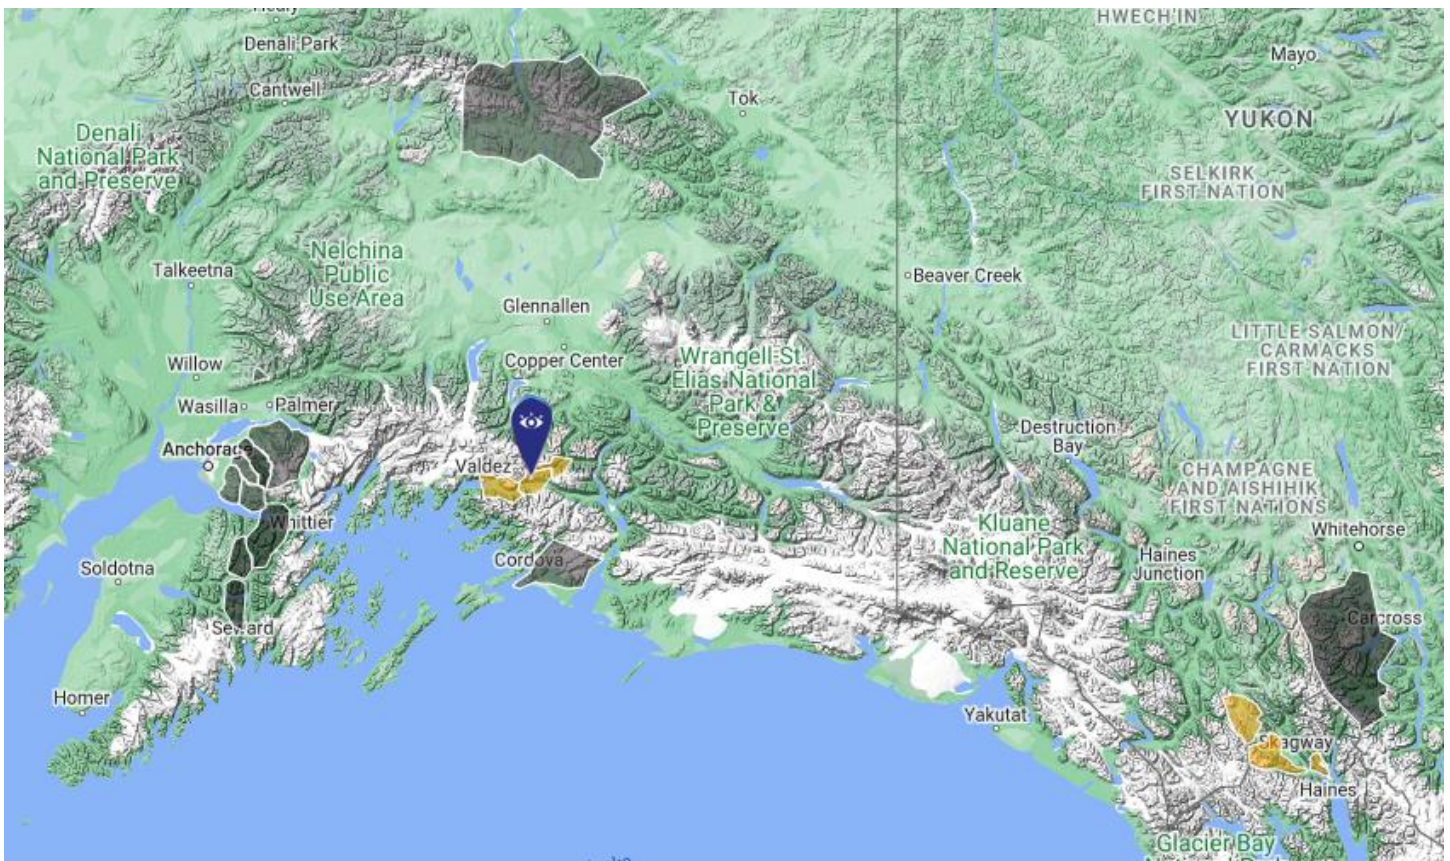 Healy
HWËCH'IN
Denali Park
Mayo
Cantwell
Tok
YUKON
Denali
National Park
and Preserve
SELKIRK
FIRST NATION
Nelchina
Public
Use Area
Talkeetna
Beaver Creek
Glennallen
LITTLE SALMON/
CARMACKS
FIRST NATION
Willow
Copper Center
Wrangell-St.
Elias National
Park &
Preserve
Wasilla
Palmer
Destruction
Bay
Anchorage
Valdez
CHAMPAGNE
AND AISHIHIK
FIRST NATIONS
Whittier
Kluane
National Park
and Reserve
Whitehorse
Soldotna
Cordova
Haines
Junction
Seward
Carcross
Homer
Yakutat
Skagway
Haines
Glacier Bay